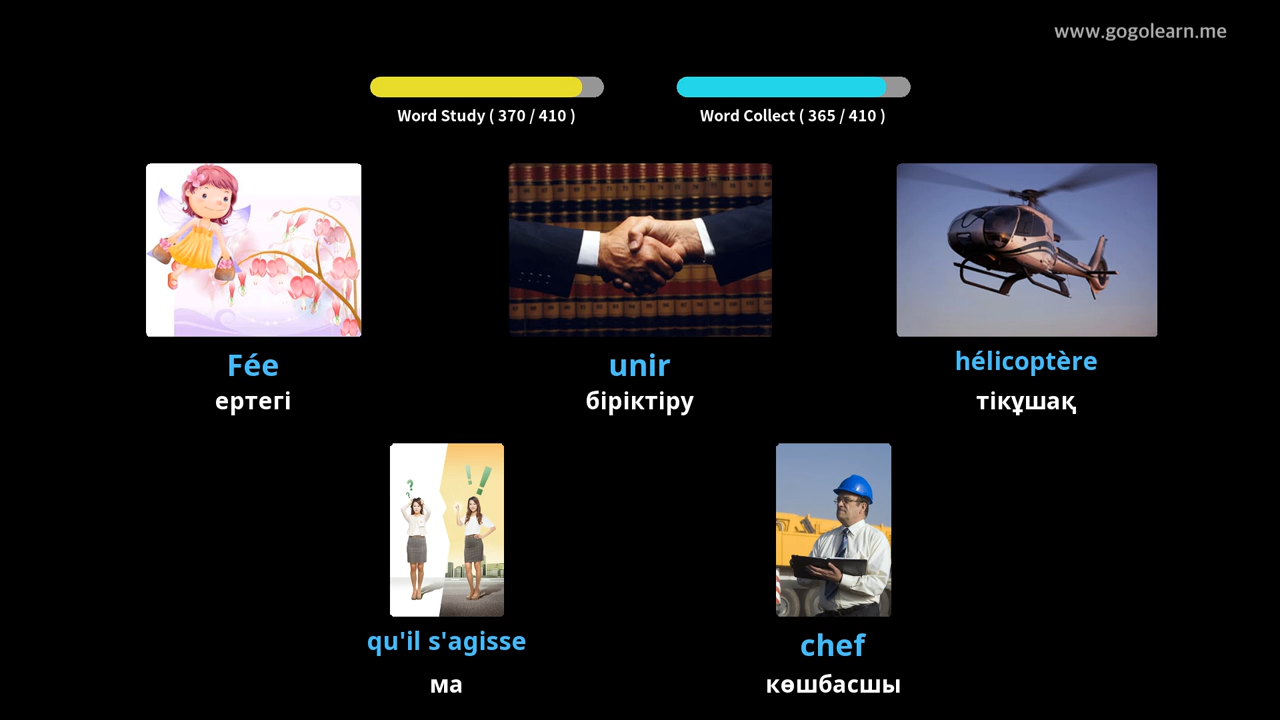 www.gogolearn.me
Word Study ( 370 / 410 )
Word Collect ( 365 / 410 )
Fée
ертегі
unir
біріктіру
hélicoptère
тікұшақ
qu'il s'agisse
ма
chef
көшбасшы